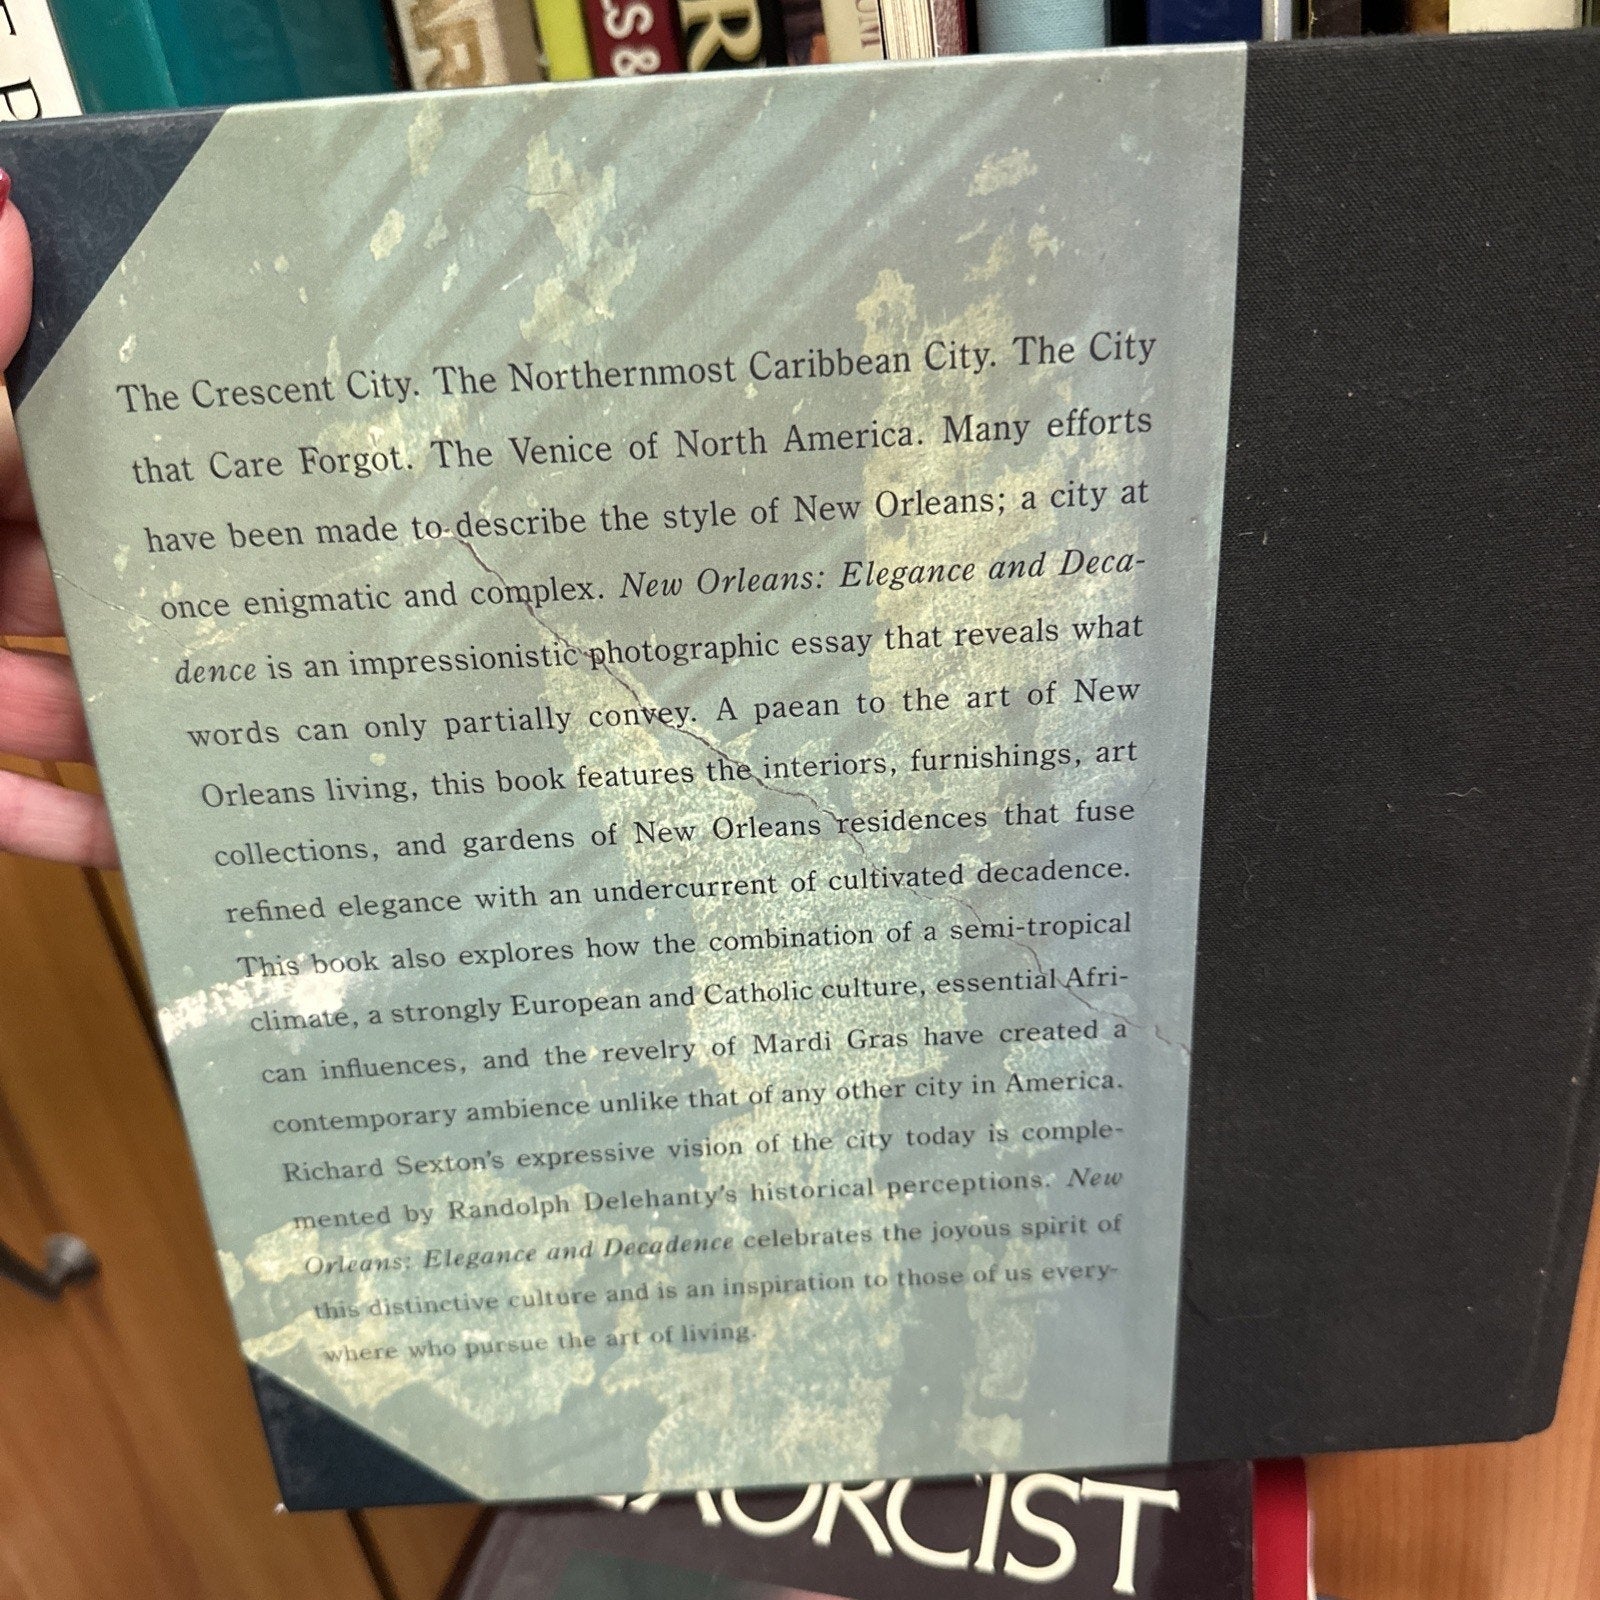 T P
R
S &
R
The Crescent City. The Northernmost Caribbean City. The City
that Care Forgot. The Venice of North America. Many efforts
have been made to describe the style of New Orleans; a city at
once enigmatic and complex. New Orleans: Elegance and Deca-
dence is an impressionistic photographic essay that reveals what
words can only partially convey. A paean to the art of New
Orleans living, this book features the interiors, furnishings, art
collections, and gardens of New Orleans residences that fuse
refined elegance with an undercurrent of cultivated decadence.
This book also explores how the combination of a semi-tropical
climate, a strongly European and Catholic culture, essential Afri-
can influences, and the revelry of Mardi Gras have created a
contemporary ambience unlike that of any other city in America.
Richard Sexton's expressive vision of the city today is comple-
mented by Randolph Delehanty's historical perceptions. New
Orleans: Elegance and Decadence celebrates the joyous spirit of
this distinctive culture and is an inspiration to those of us every-
where who pursue the art of living.
XORCIST